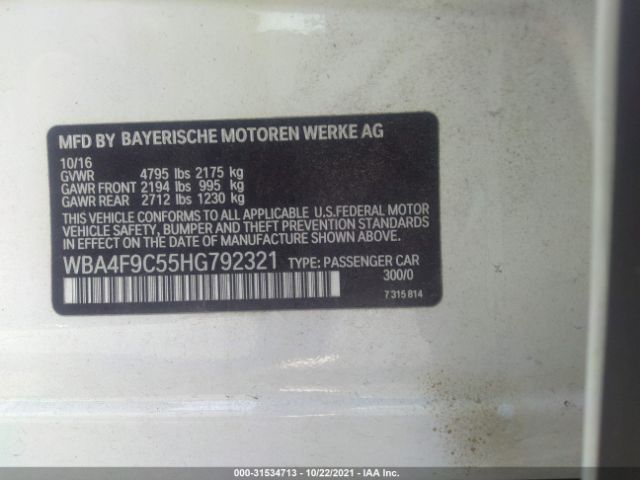 MFD BY BAYERISCHE MOTOREN WERKE AG
10/16
GVWR 4795 lbs 2175 kg
GAWR FRONT 2194 lbs 995 kg
GAWR REAR 2712 lbs 1230 kg
THIS VEHICLE CONFORMS TO ALL APPLICABLE U.S.FEDERAL MOTOR
VEHICLE SAFETY, BUMPER AND THEFT PREVENTION STANDARDS
IN EFFECT ON THE DATE OF MANUFACTURE SHOWN ABOVE.
WBA4F9C55HG792321 TYPE: PASSENGER CAR
300/0
7 315 814
000-31534713 - 10/22/2021 - IAA Inc.